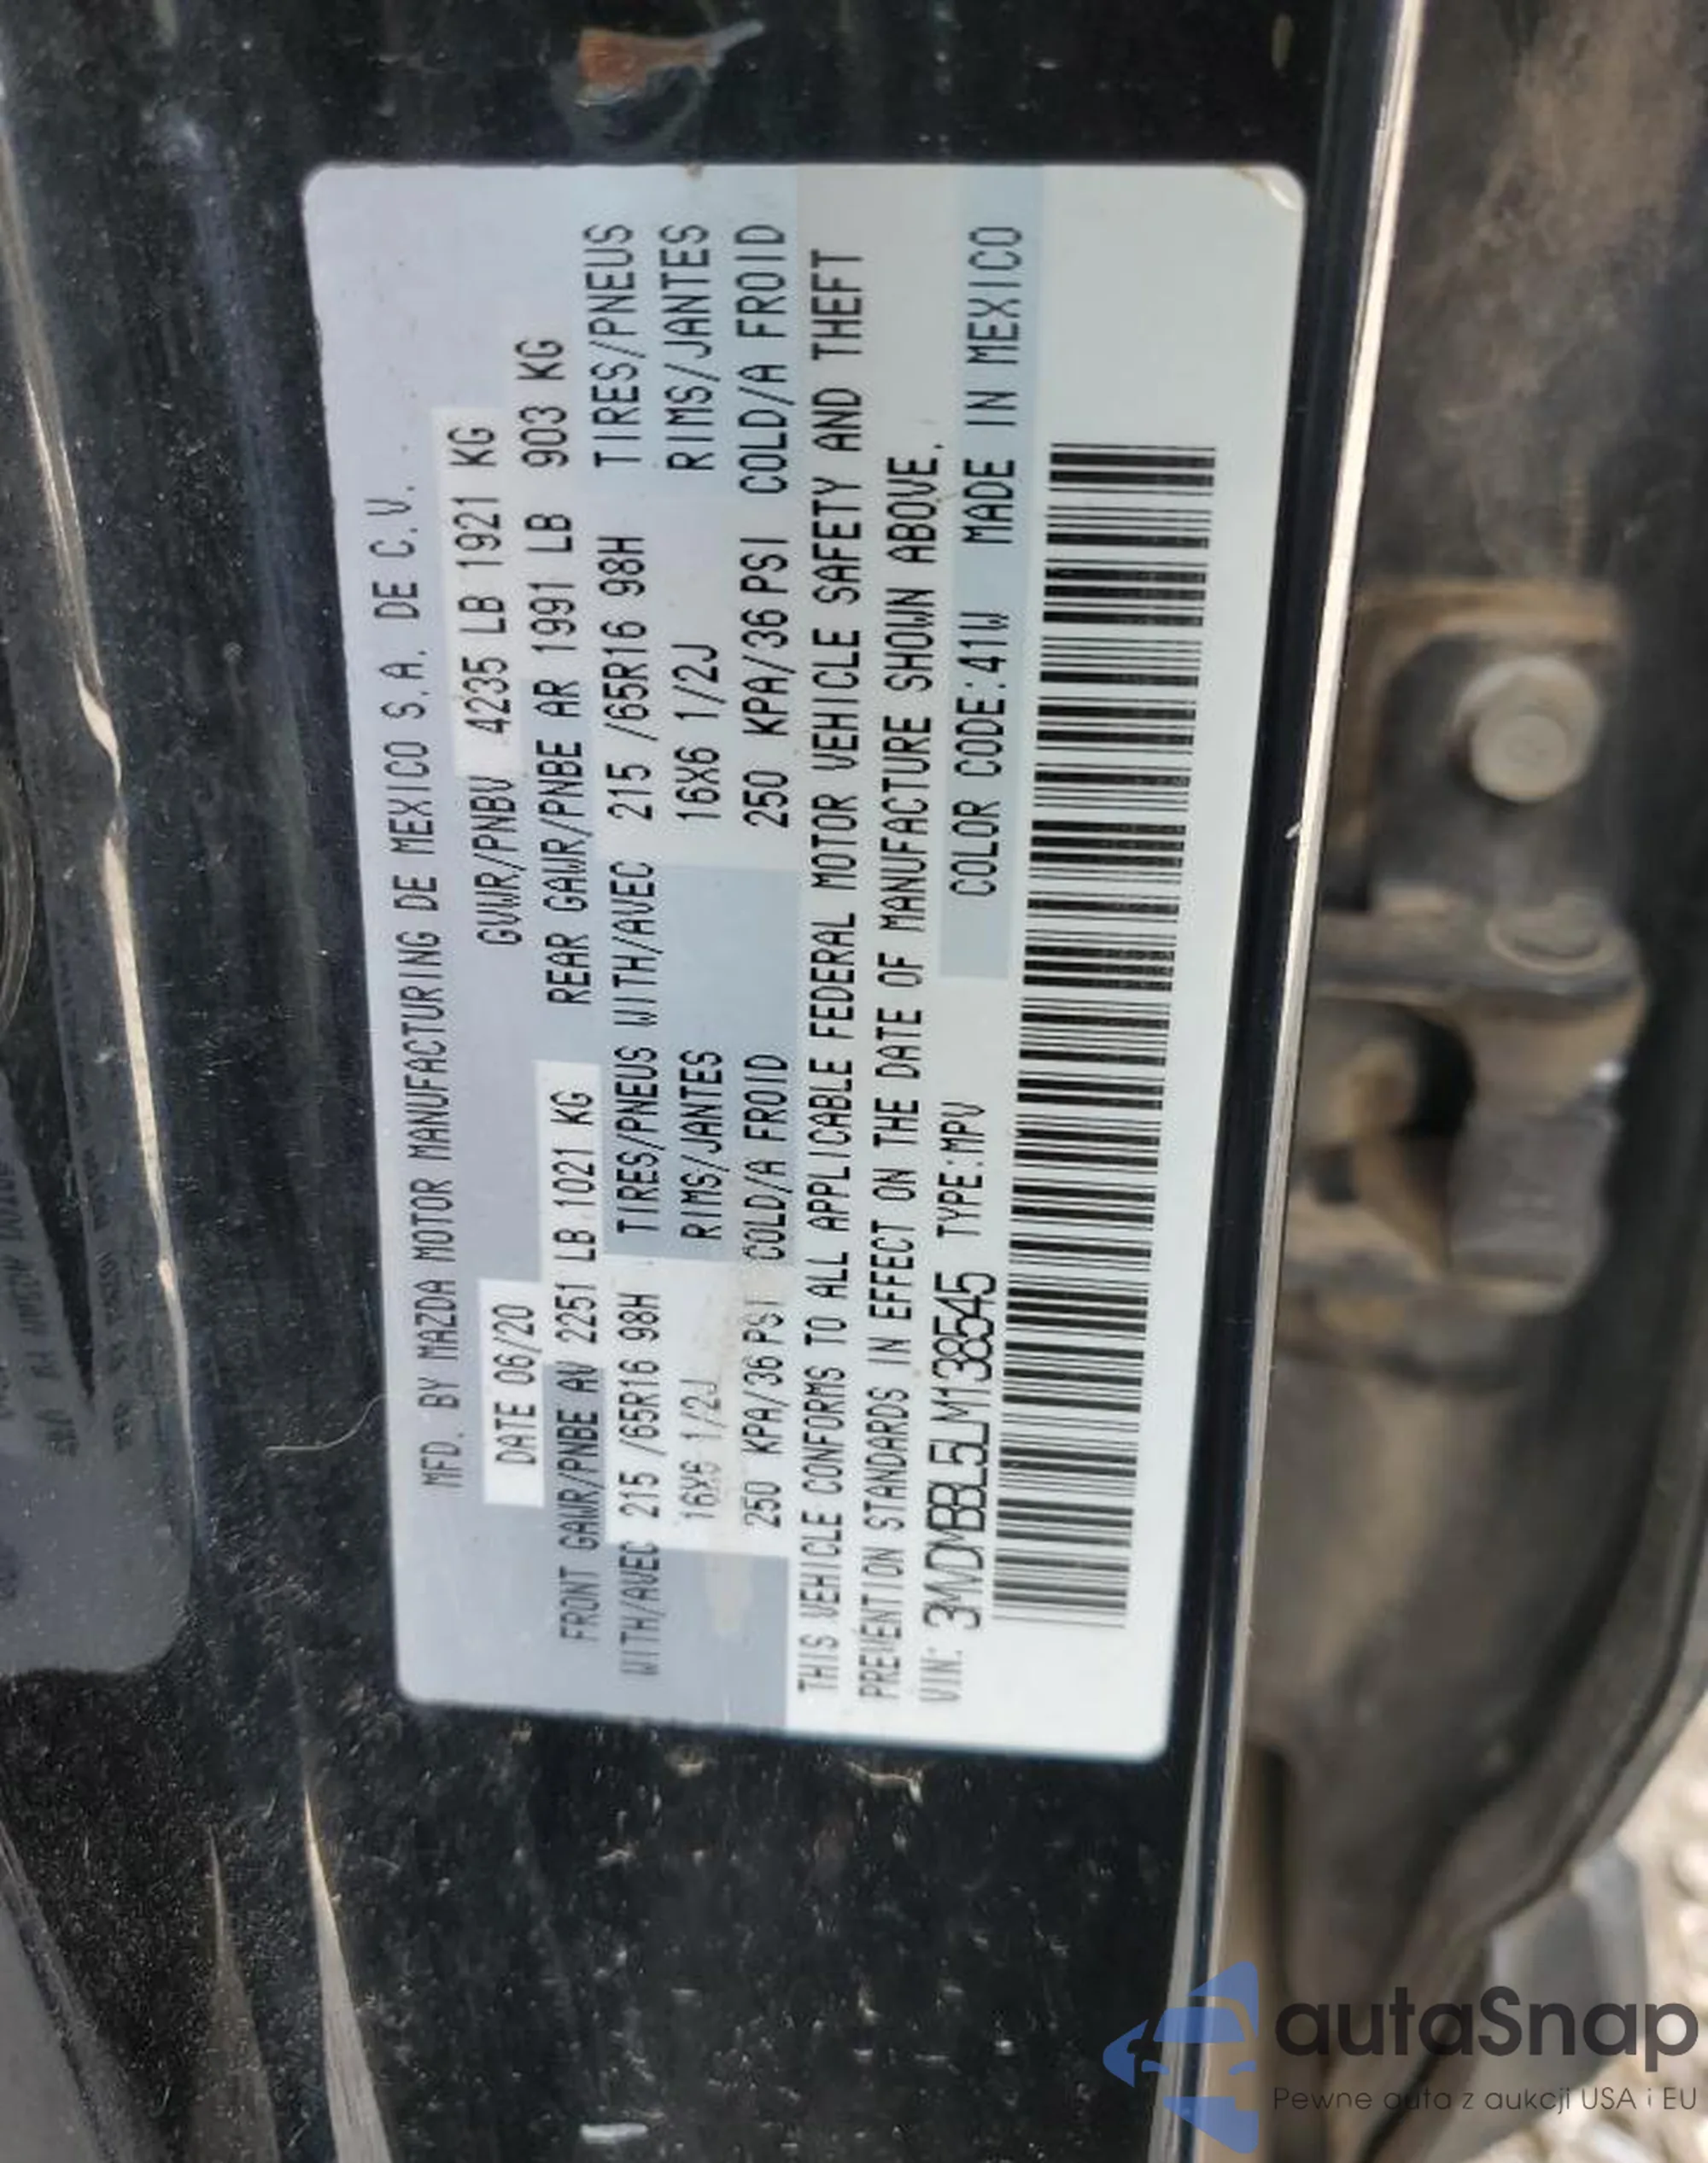 MFD. BY MAZDA MOTOR MANUFACTURING DE MEXICO S.A. DE C.V.
DATE 06/20 GVWR/PNBV 4235 LB 1921 KG
FRONT GAWR/PNBE AV 2251 LB 1021 KG REAR GAWR/PNBE AR 1991 LB 903 KG
WITH/AVEC 215 /65R16 98H TIRES/PNEUS WITH/AVEC 215 /65R16 98H TIRES/PNEUS
16X6 1/2J RIMS/JANTES 16X6 1/2J RIMS/JANTES
250 KPA/36 PSI COLD/A FROID 250 KPA/36 PSI COLD/A FROID
THIS VEHICLE CONFORMS TO ALL APPLICABLE FEDERAL MOTOR VEHICLE SAFETY AND THEFT
PREVENTION STANDARDS IN EFFECT ON THE DATE OF MANUFACTURE SHOWN ABOVE.
VIN: 3MVDMBBL5LM138545 TYPE:MPV COLOR CODE:41W MADE IN MEXICO
autaSnap
Pewne auta z aukcji USA i EU